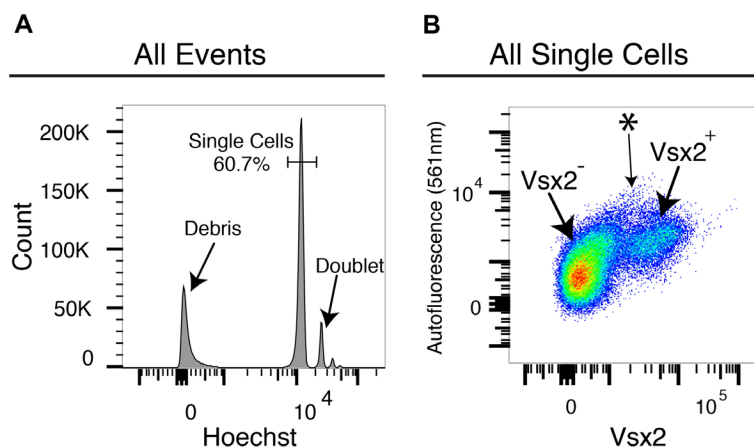 A
All Events
200K
150K
100K
50K
0
Count
Single Cells
60.7%
Debris
Doublet
0
10 4
Hoechst
B
All Single Cells
Autofluorescence (561nm)
10 4
0
*
Vsx2-
Vsx2+
0
10 5
Vsx2